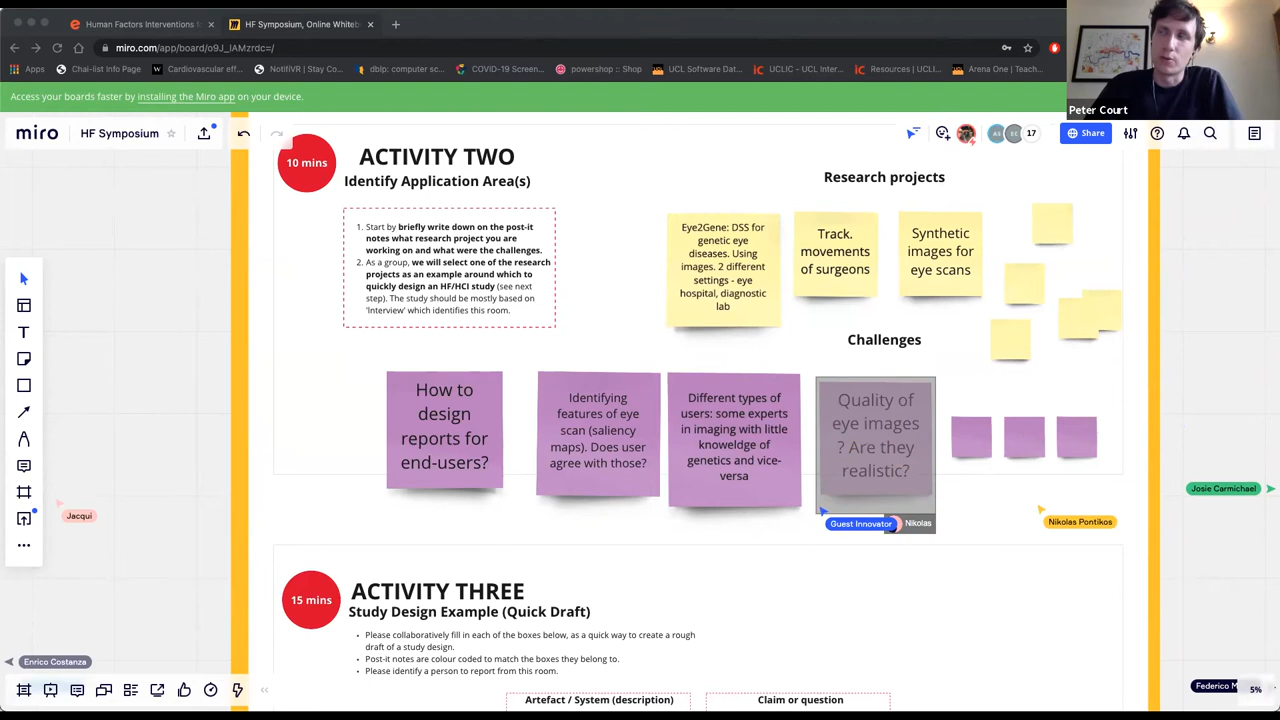 Human Factors Interventions
HF Symposium, Online Whiteb
miro.com/app/board/o9J_lAMzrdc=/
Apps
Chai-list Info Page
Cardiovascular eff...
NotifiVR | Stay Co...
dblp: computer sc...
COVID-19 Screen...
powershop :: Shop
UCL Software Dat...
UCLIC - UCL Inter...
Resources | UCLI...
Arena One | Teach...
Peter Court
Access your boards faster by installing the Miro app on your device.
miro
HF Symposium
17
Share
10 mins
ACTIVITY TWO
Identify Application Area(s)
1. Start by briefly write down on the post-it
notes what research project you are
working on and what were the challenges.
2. As a group, we will select one of the research
projects as an example around which to
quickly design an HF/HCI study (see next
step). The study should be mostly based on
'Interview' which identifies this room.
Research projects
Eye2Gene: DSS for
genetic eye
diseases. Using
images. 2 different
settings - eye
hospital, diagnostic
lab
Track.
movements
of surgeons
Synthetic
images for
eye scans
Challenges
How to
design
reports for
end-users?
Identifying
features of eye
scan (saliency
maps). Does user
agree with those?
Different types of
users: some experts
in imaging with little
knoweldge of
genetics and vice-
versa
Quality of
eye images
? Are they
realistic?
Jacqui
Josie Carmichael
Guest Innovator
Nikolas
Nikolas Pontikos
15 mins
ACTIVITY THREE
Study Design Example (Quick Draft)
• Please collaboratively fill in each of the boxes below, as a quick way to create a rough
draft of a study design.
• Post-it notes are colour coded to match the boxes they belong to.
• Please identify a person to report from this room.
Enrico Costanza
Federico M
5%
Artefact / System (description)
Claim or question